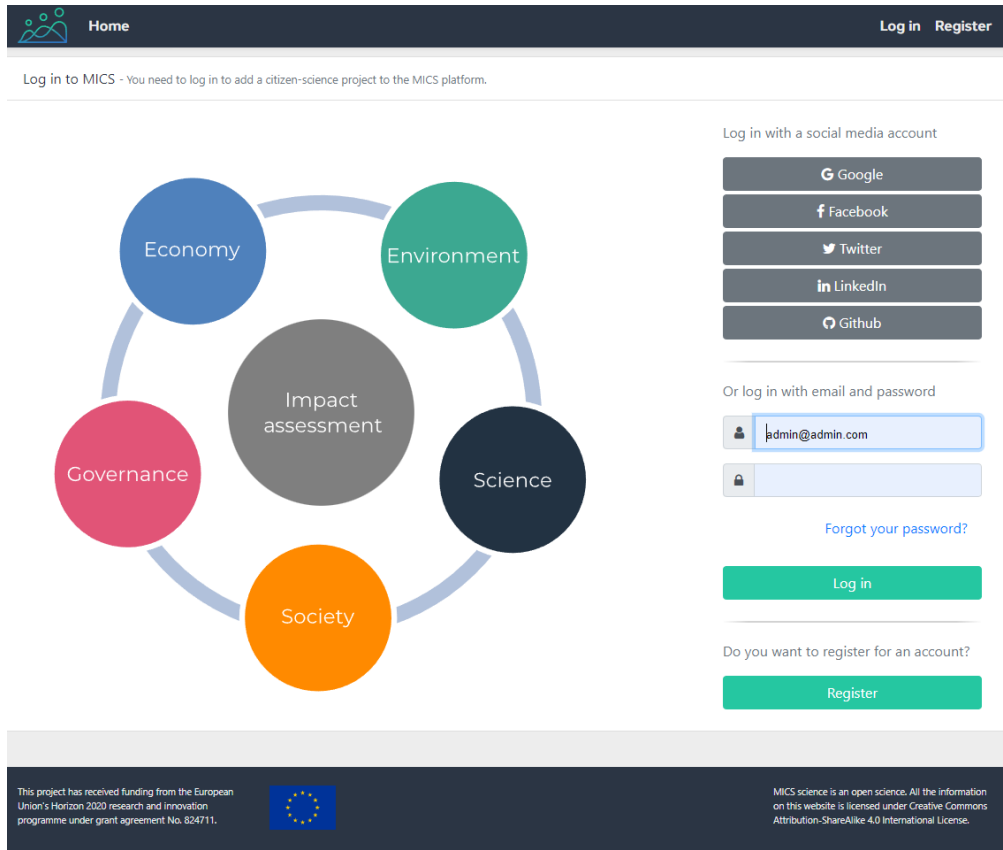 Home
Log in Register
Log in to MICS - You need to log in to add a citizen-science project to the MICS platform.
Economy
Environment
Impact
assessment
Governance
Science
Society
Log in with a social media account
Google
Facebook
Twitter
LinkedIn
Github
Or log in with email and password
admin@admin.com
Forgot your password?
Log in
Do you want to register for an account?
Register
This project has received funding from the European
Union's Horizon 2020 research and innovation
programme under grant agreement No. 824711.
MICS science is an open science. All the information
on this website is licensed under Creative Commons
Attribution-ShareAlike 4.0 International License.